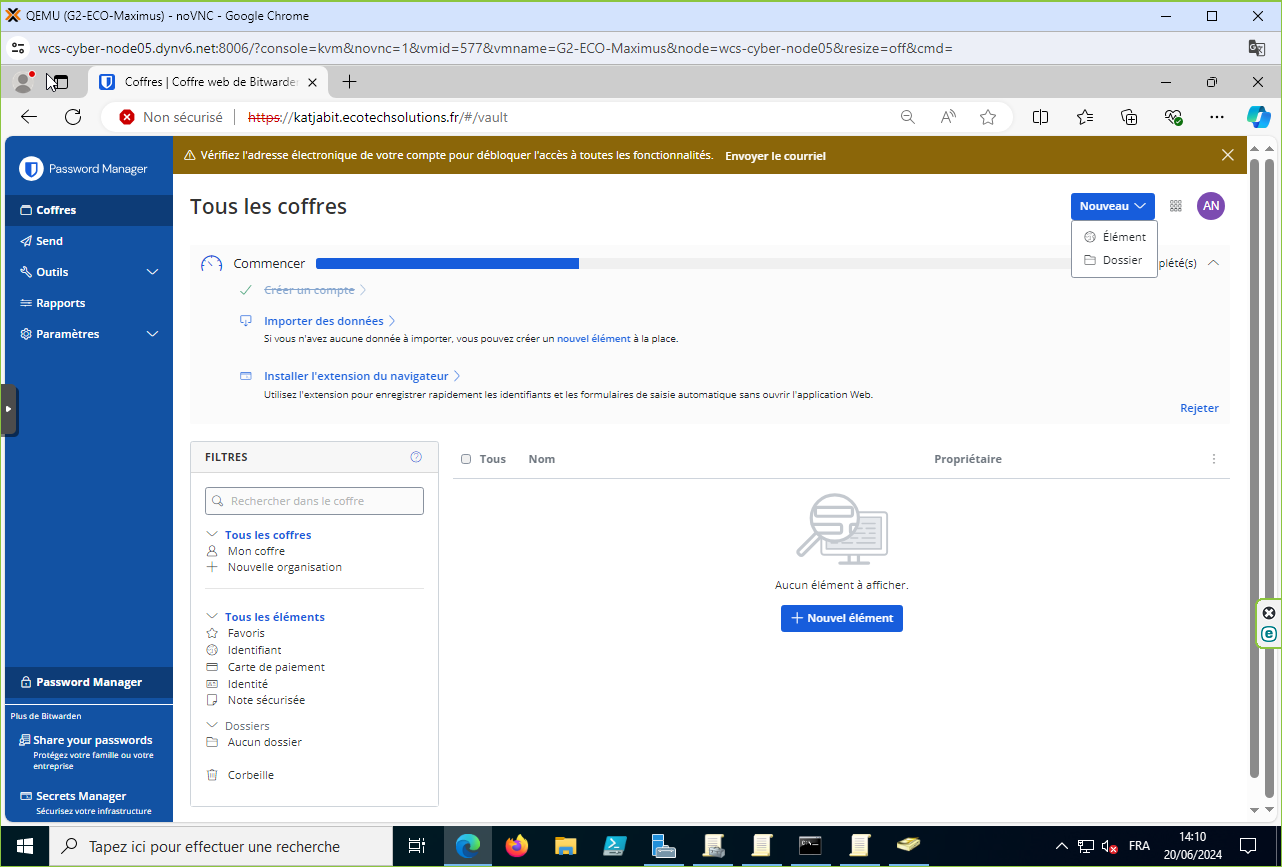 QEMU (G2-ECO-Maximus) - noVNC - Google Chrome
wcs-cyber-node05.dynv6.net:8006/?console=kvm&novnc=1&vmid=577&vmname=G2-ECO-Maximus&node=wcs-cyber-node05&resize=off&cmd=
Coffres | Coffre web de Bitwarden
Non sécurisé
https://katjabit.ecotechsolutions.fr/#/vault
Password Manager
Coffres
Send
Outils
Rapports
Paramètres
Password Manager
Plus de Bitwarden
Share your passwords
Protégez votre famille ou votre
entreprise
Secrets Manager
Sécurisez votre infrastructure
Vérifiez l'adresse électronique de votre compte pour débloquer l'accès à toutes les fonctionnalités. Envoyer le courriel
Tous les coffres
Nouveau
AN
Élément
Dossier
Commencer
plété(s)
Créer un compte
Importer des données
Si vous n'avez aucune donnée à importer, vous pouvez créer un nouvel élément à la place.
Installer l'extension du navigateur
Utilisez l'extension pour enregistrer rapidement les identifiants et les formulaires de saisie automatique sans ouvrir l'application Web.
Rejeter
FILTRES
Rechercher dans le coffre
Tous les coffres
Mon coffre
Nouvelle organisation
Tous les éléments
Favoris
Identifiant
Carte de paiement
Identité
Note sécurisée
Dossiers
Aucun dossier
Corbeille
Tous Nom Propriétaire
Aucun élément à afficher.
Nouvel élément
Tapez ici pour effectuer une recherche
FRA
14:10
20/06/2024